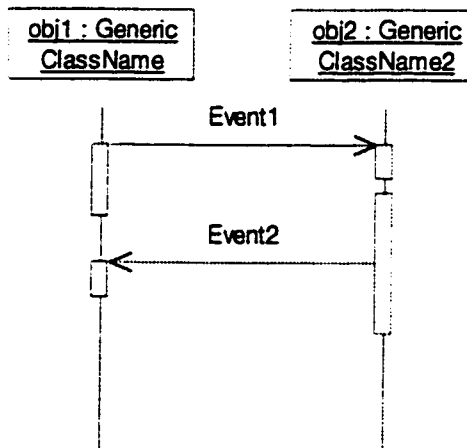 obj1 : Generic
ClassName
obj2 : Generic
ClassName2
Event1
Event2